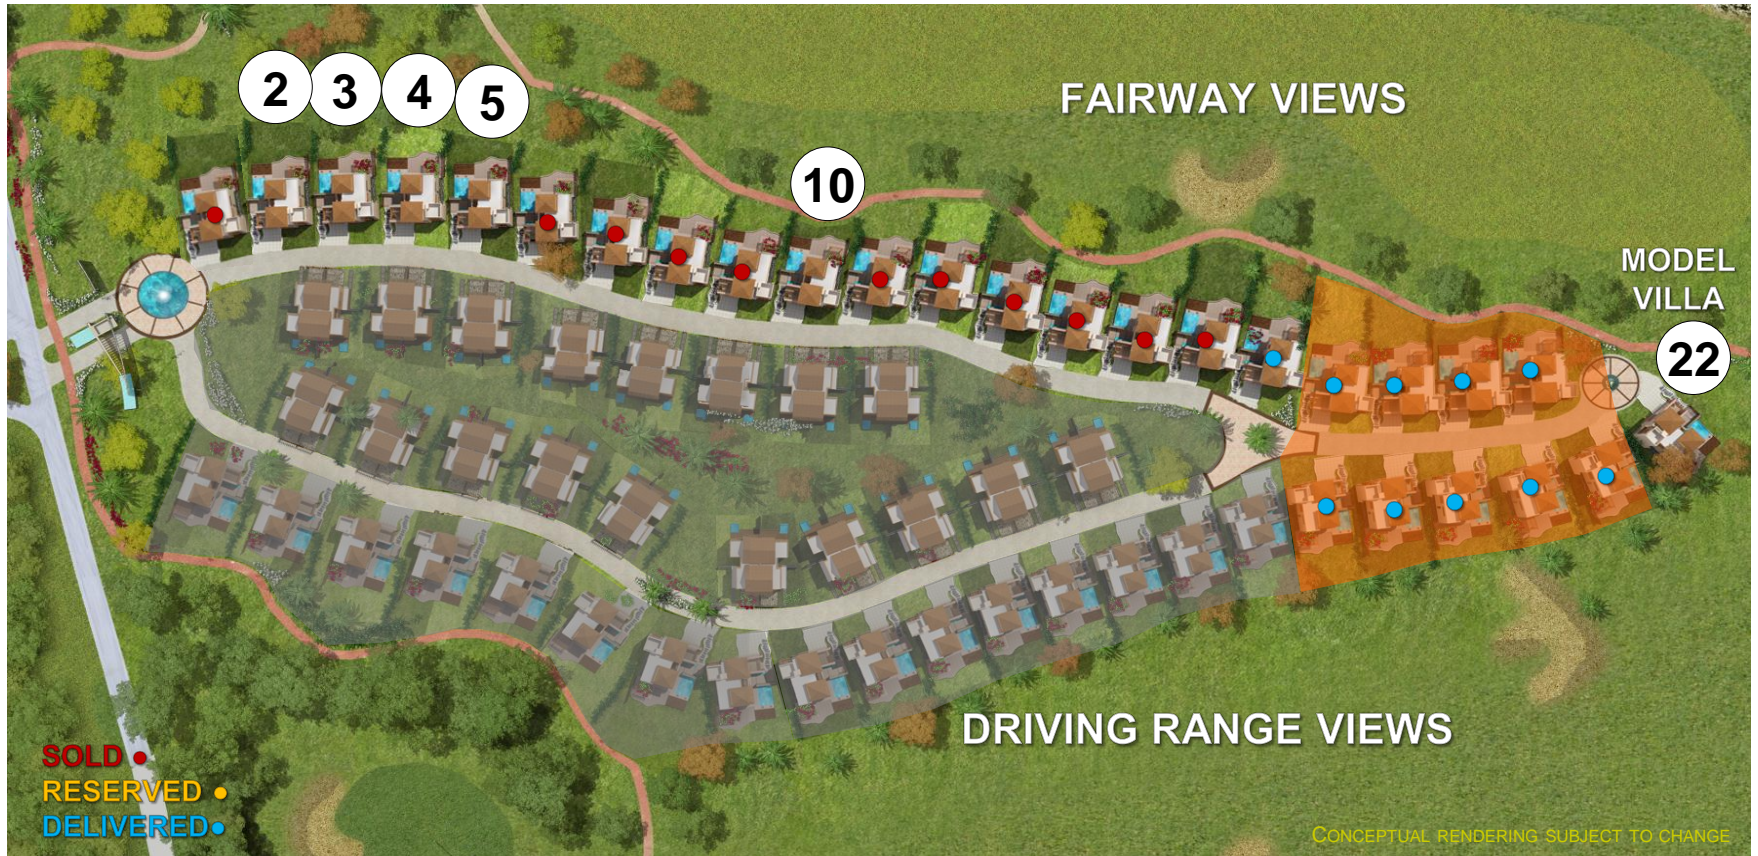 2 3 4 5
FAIRWAY VIEWS
10
MODEL
VILLA
22
DRIVING RANGE VIEWS
SOLD
RESERVED
DELIVERED
CONCEPTUAL RENDERING SUBJECT TO CHANGE